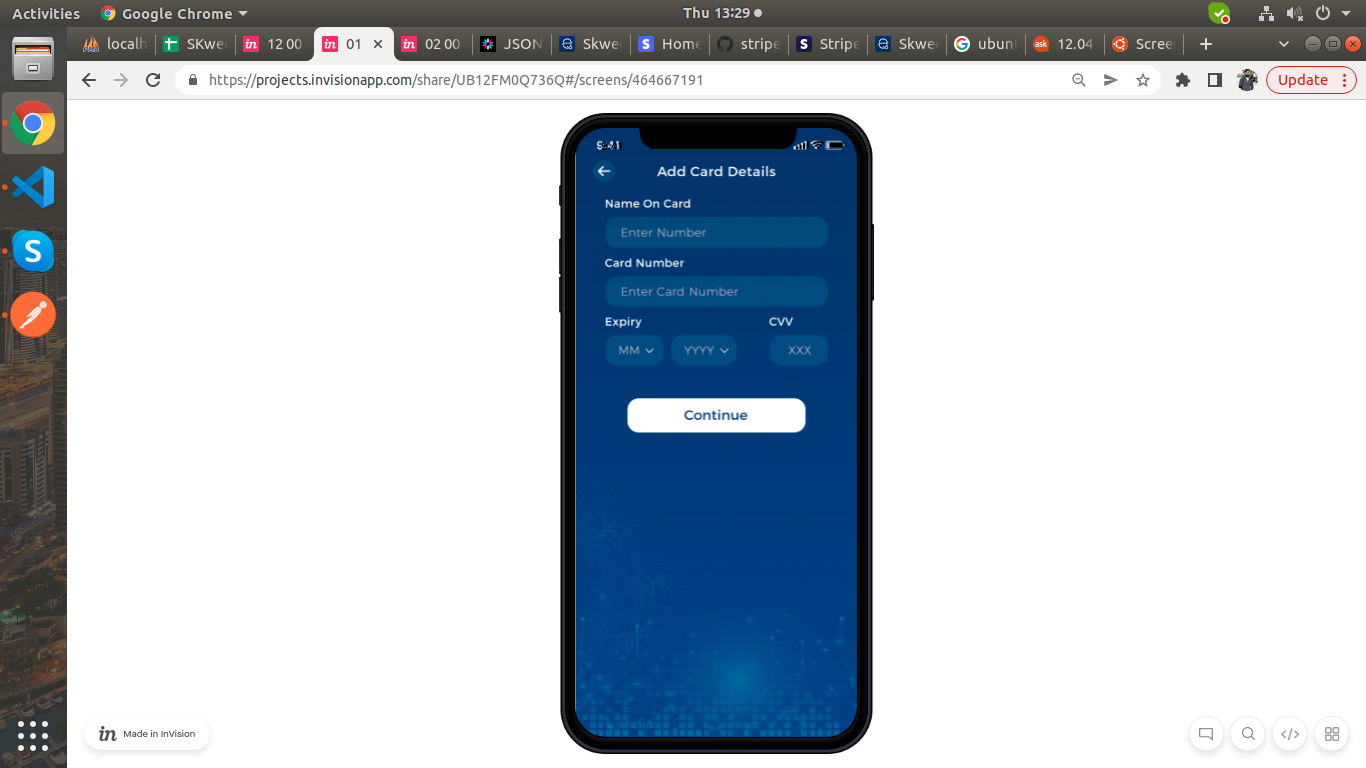 Activities Google Chrome Thu 13:29
localh SKwe 12 00 01 02 00 JSON Skwe Home stripe Stripe Skwe ubunt 12.04 Scree
https://projects.invisionapp.com/share/UB12FM0Q736Q#/screens/464667191 Update
9:41
Add Card Details
Name On Card
Enter Number
Card Number
Enter Card Number
Expiry CVV
MM YYYY XXX
Continue
in Made in InVision